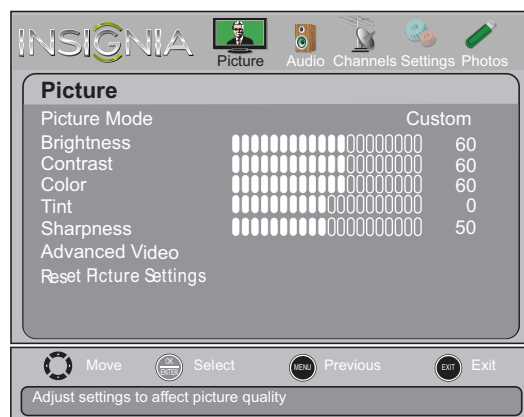 INSIGNIA
Picture Audio Channels Settings Photos
Picture
Picture Mode Custom
Brightness 60
Contrast 60
Color 60
Tint 0
Sharpness 50
Advanced Video
Reset Picture Settings
Move OK ENTER Select MENU Previous EXIT Exit
Adjust settings to affect picture quality